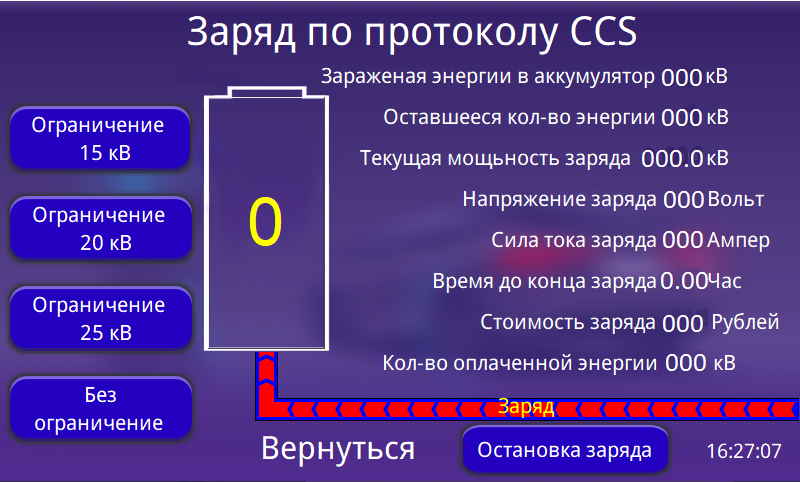 Заряд по протоколу CCS
Зараженая энергии в аккумулятор 000 кВ
Оставшееся кол-во энергии 000 кВ
Текущая мощьность заряда 000.0 кВ
Напряжение заряда 000 Вольт
Сила тока заряда 000 Ампер
Время до конца заряда 0.00 Час
Стоимость заряда 000 Рублей
Кол-во оплаченной энергии 000 кВ
Ограничение
15 кВ
Ограничение
20 кВ
Ограничение
25 кВ
Без
ограничение
0
Заряд
Вернуться
Остановка заряда
16:27:07